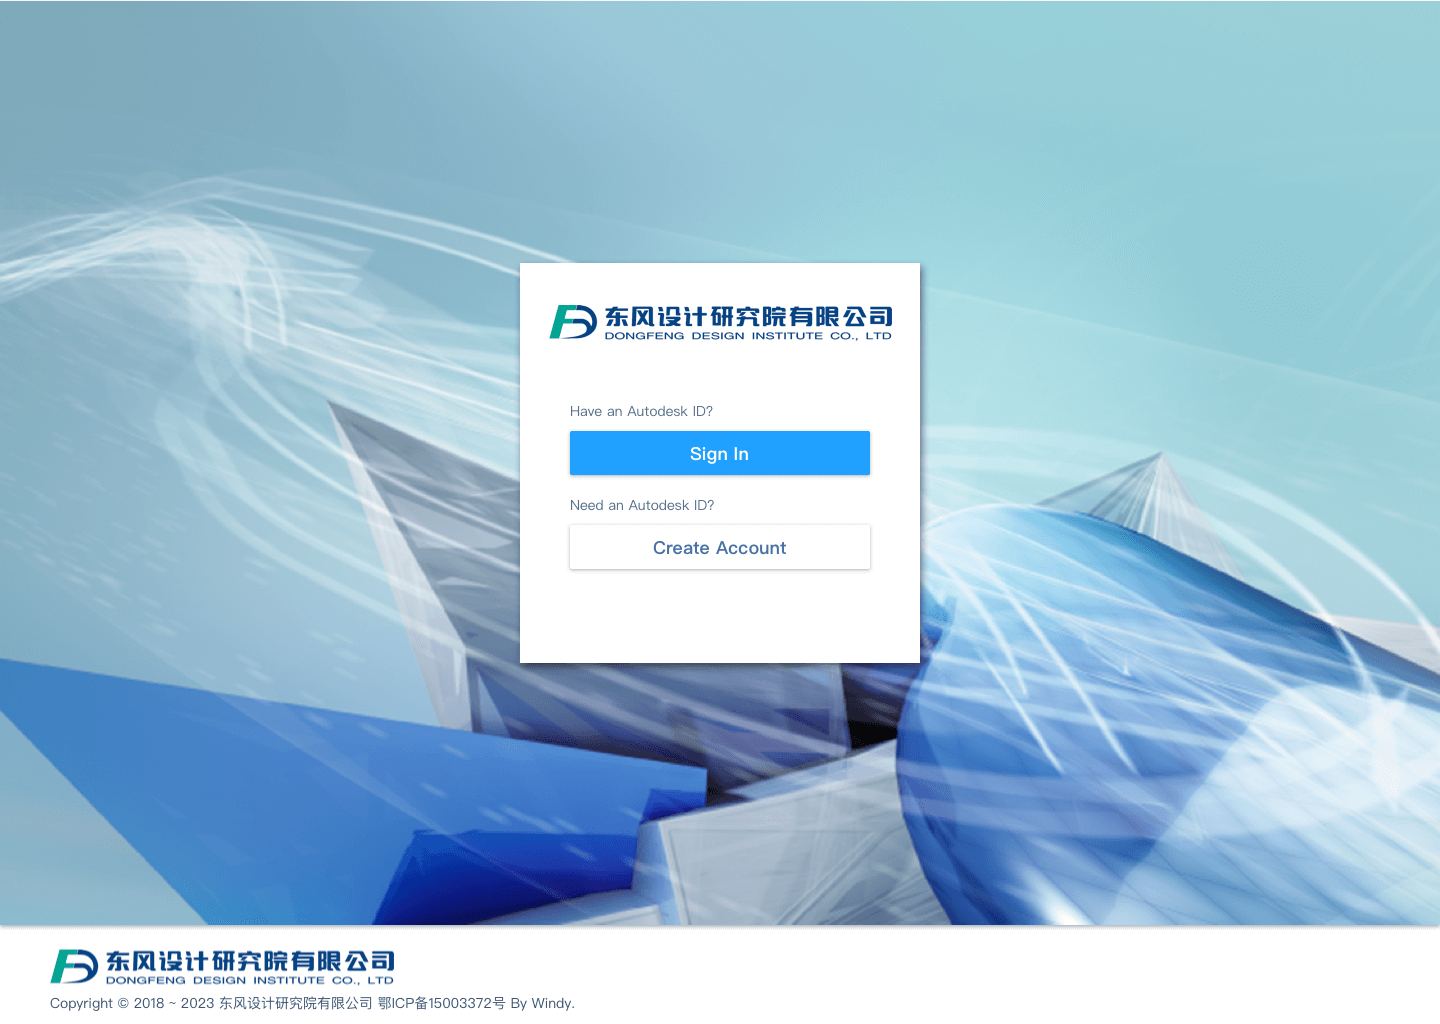 东风设计研究院有限公司
DONGFENG DESIGN INSTITUTE CO., LTD
Have an Autodesk ID?
Sign In
Need an Autodesk ID?
Create Account
东风设计研究院有限公司
DONGFENG DESIGN INSTITUTE CO., LTD
Copyright © 2018 ~ 2023 东风设计研究院有限公司 鄂ICP备15003372号 By Windy.